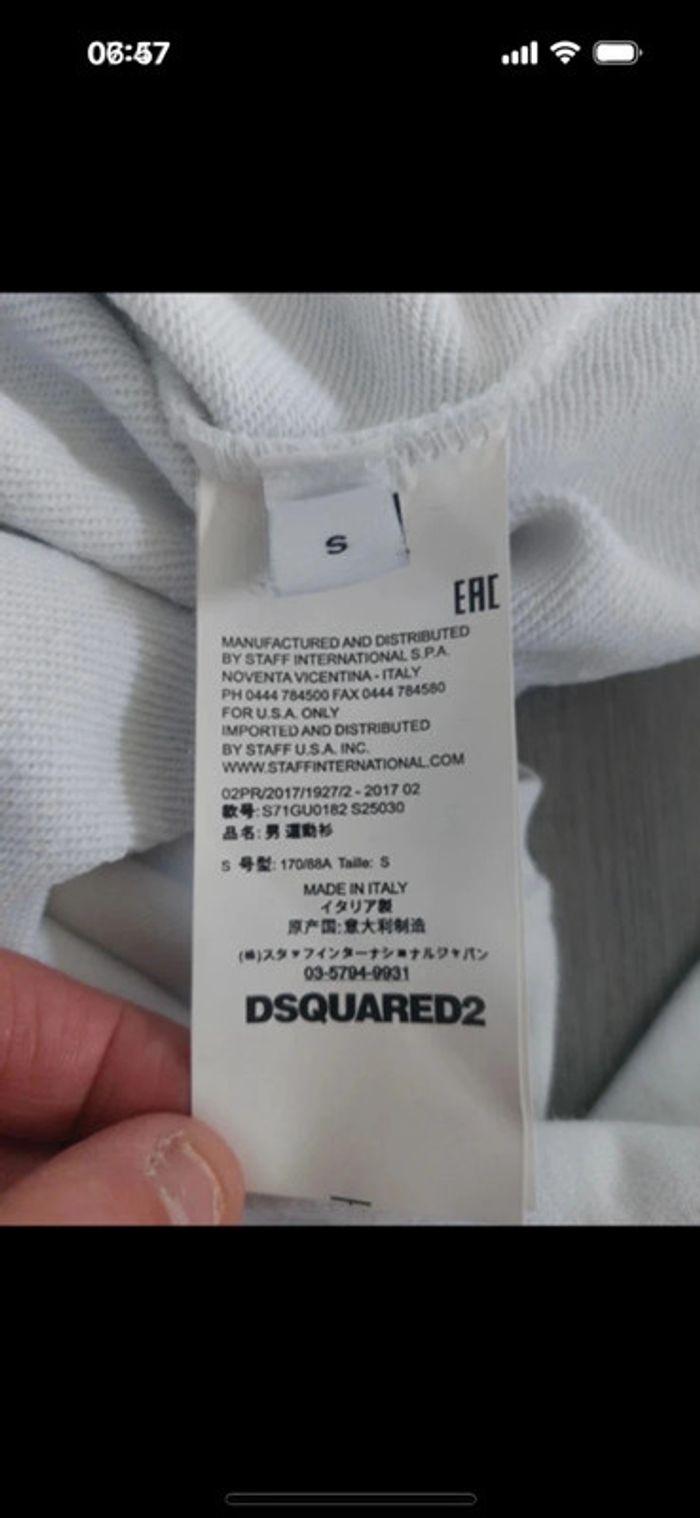 S
EAC
MANUFACTURED AND DISTRIBUTED
BY STAFF INTERNATIONAL S.P.A.
NOVENTA VICENTINA - ITALY
PH 0444 784500 FAX 0444 784580
FOR U.S.A. ONLY
IMPORTED AND DISTRIBUTED
BY STAFF U.S.A. INC.
WWW.STAFFINTERNATIONAL.COM
02PR/2017/1927/2 - 2017 02
款号: S71GU0182 S25030
品名: 男 運動衫
S 号型: 170/88A Taille: S
MADE IN ITALY
イタリア製
原产国: 意大利制造
(株)スタッフインターナショナルジャパン
03-5794-9931
DSQUARED2